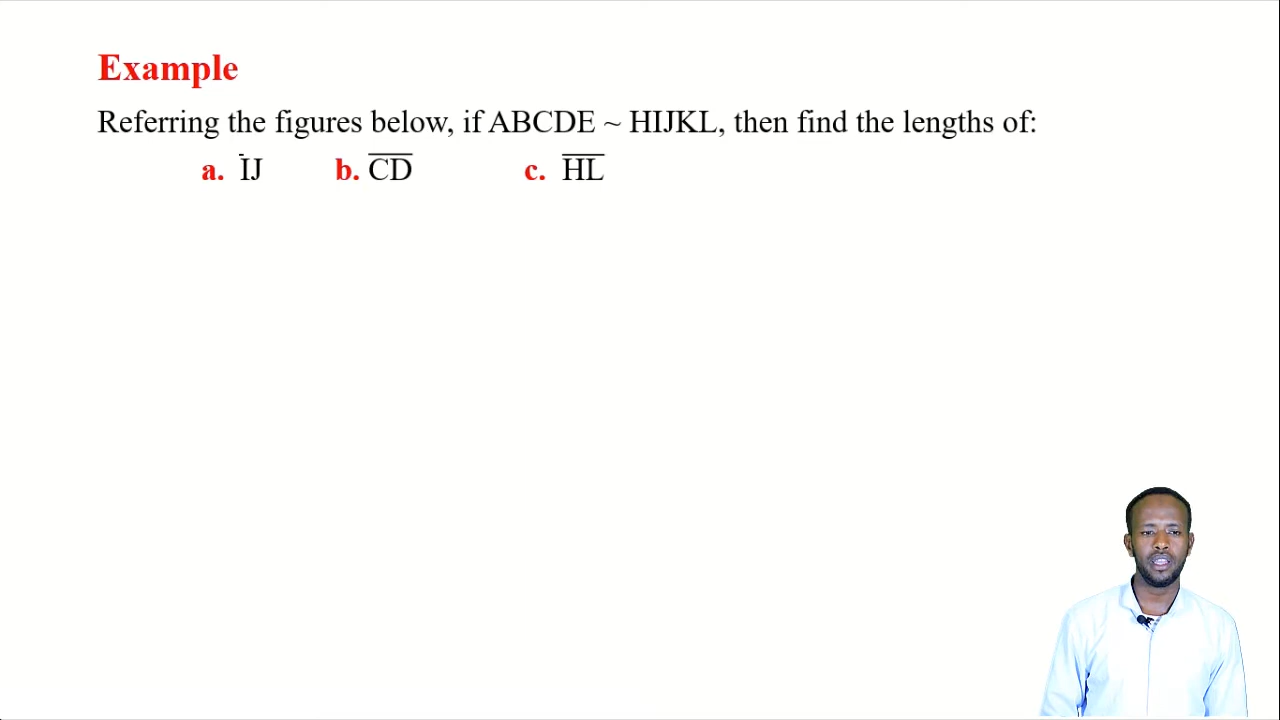 Example
Referring the figures below, if ABCDE ~ HIJKL, then find the lengths of:
a. IJ b. CD c. HL